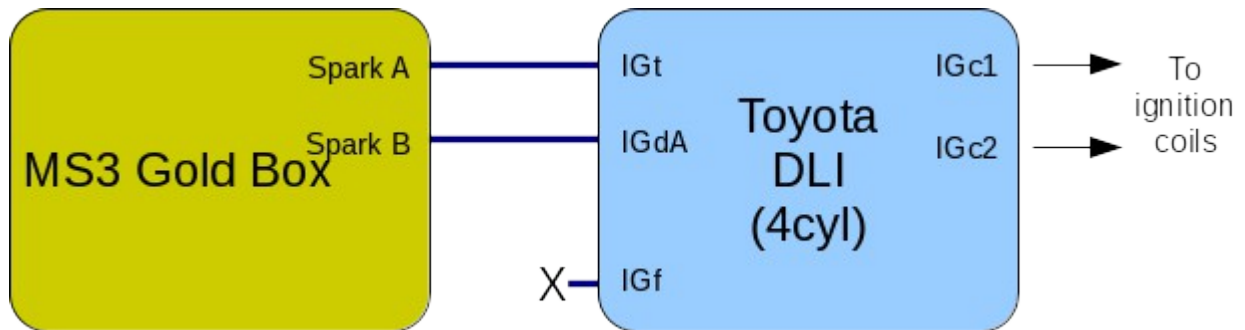 MS3 Gold Box
Spark A
Spark B
IGt
IGdA
IGf
Toyota
DLI
(4cyl)
IGc1
IGc2
To
ignition
coils
X